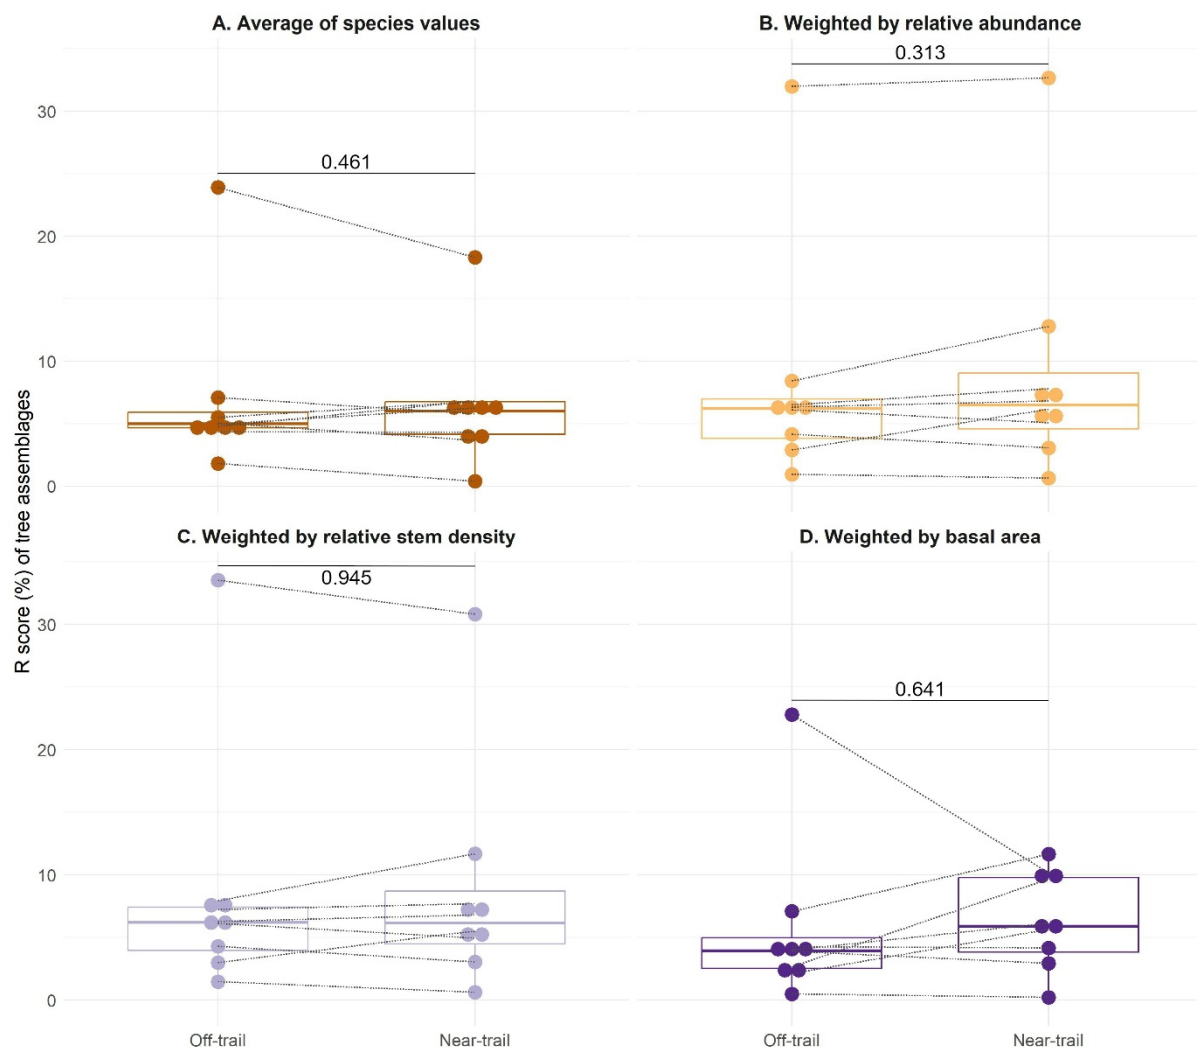 A. Average of species values
B. Weighted by relative abundance
0.313
30
0.461
20
10
0
R score (%) of tree assemblages
C. Weighted by relative stem density
D. Weighted by basal area
0.945
30
0.641
20
10
0
Off-trail
Near-trail
Off-trail
Near-trail